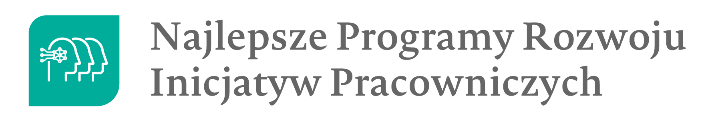 Najlepsze Programy Rozwoju
Inicjatyw Pracowniczych